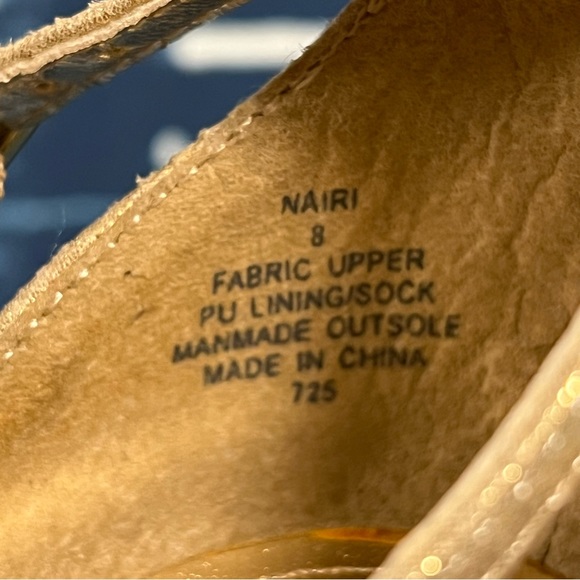 NAIRI
8
FABRIC UPPER
PU LINING/SOCK
MANMADE OUTSOLE
MADE IN CHINA
725